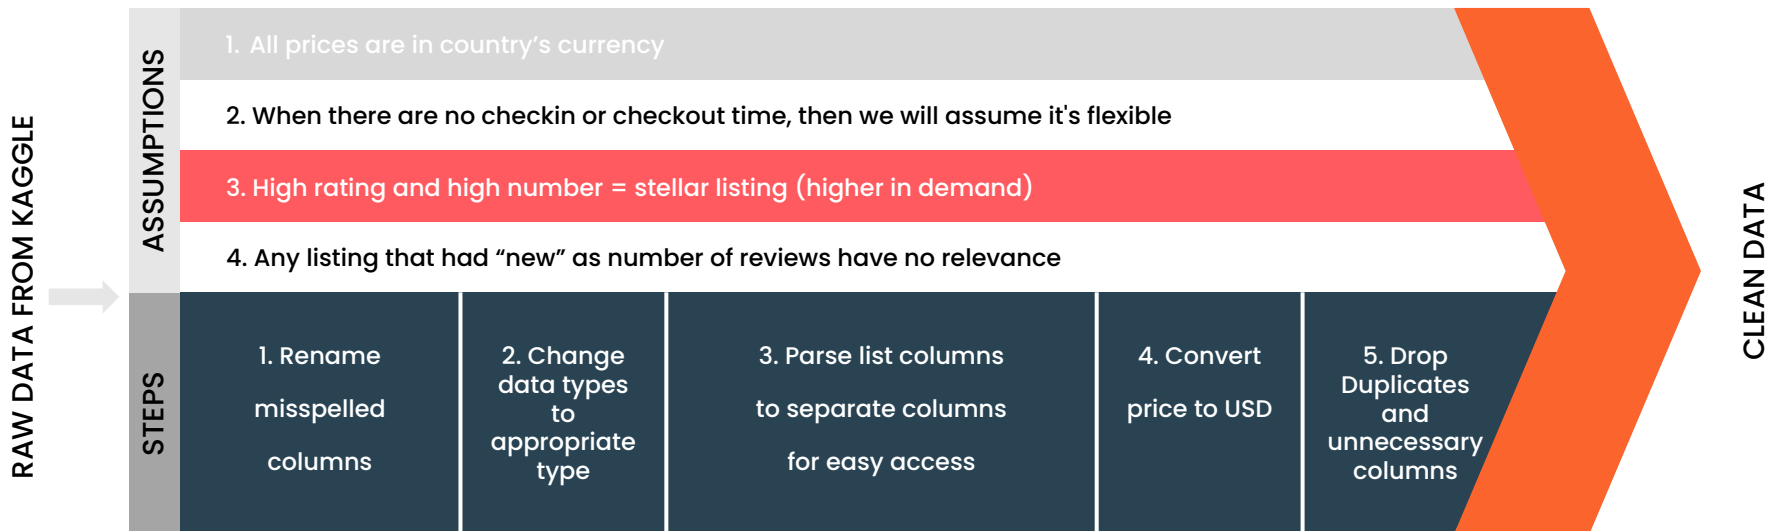 RAW DATA FROM KAGGLE
ASSUMPTIONS
1. All prices are in country's currency
2. When there are no checkin or checkout time, then we will assume it's flexible
3. High rating and high number = stellar listing (higher in demand)
4. Any listing that had “new” as number of reviews have no relevance
STEPS
1. Rename
misspelled
columns
2. Change
data types
to
appropriate
type
3. Parse list columns
to separate columns
for easy access
4. Convert
price to USD
5. Drop
Duplicates
and
unnecessary
columns
CLEAN DATA